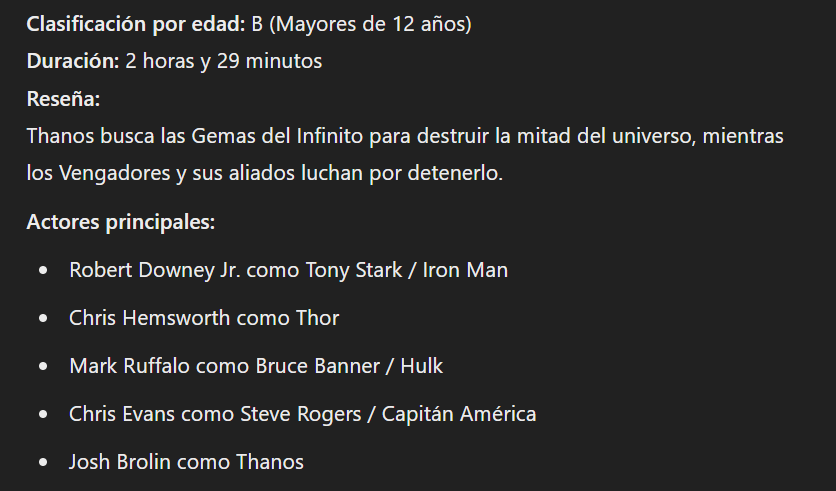 Clasificación por edad: B (Mayores de 12 años)
Duración: 2 horas y 29 minutos
Reseña:
Thanos busca las Gemas del Infinito para destruir la mitad del universo, mientras
los Vengadores y sus aliados luchan por detenerlo.
Actores principales:
• Robert Downey Jr. como Tony Stark / Iron Man
• Chris Hemsworth como Thor
• Mark Ruffalo como Bruce Banner / Hulk
• Chris Evans como Steve Rogers / Capitán América
• Josh Brolin como Thanos